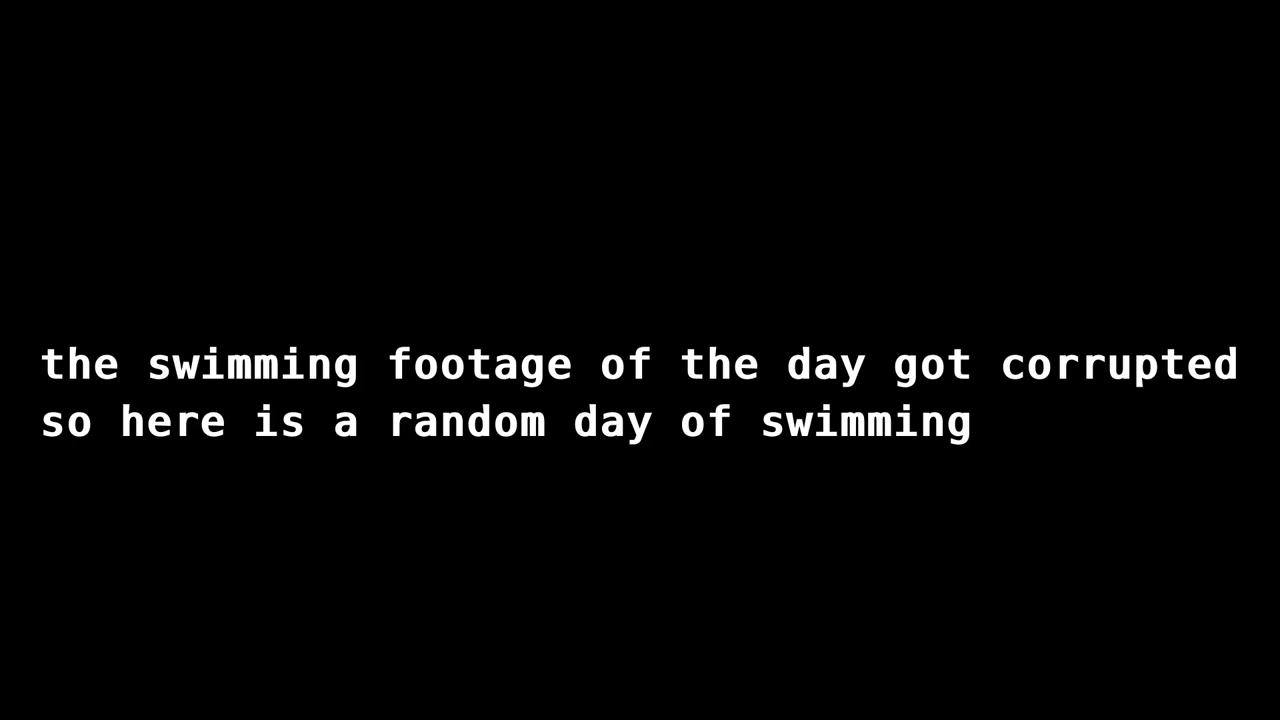 the swimming footage of the day got corrupted
so here is a random day of swimming